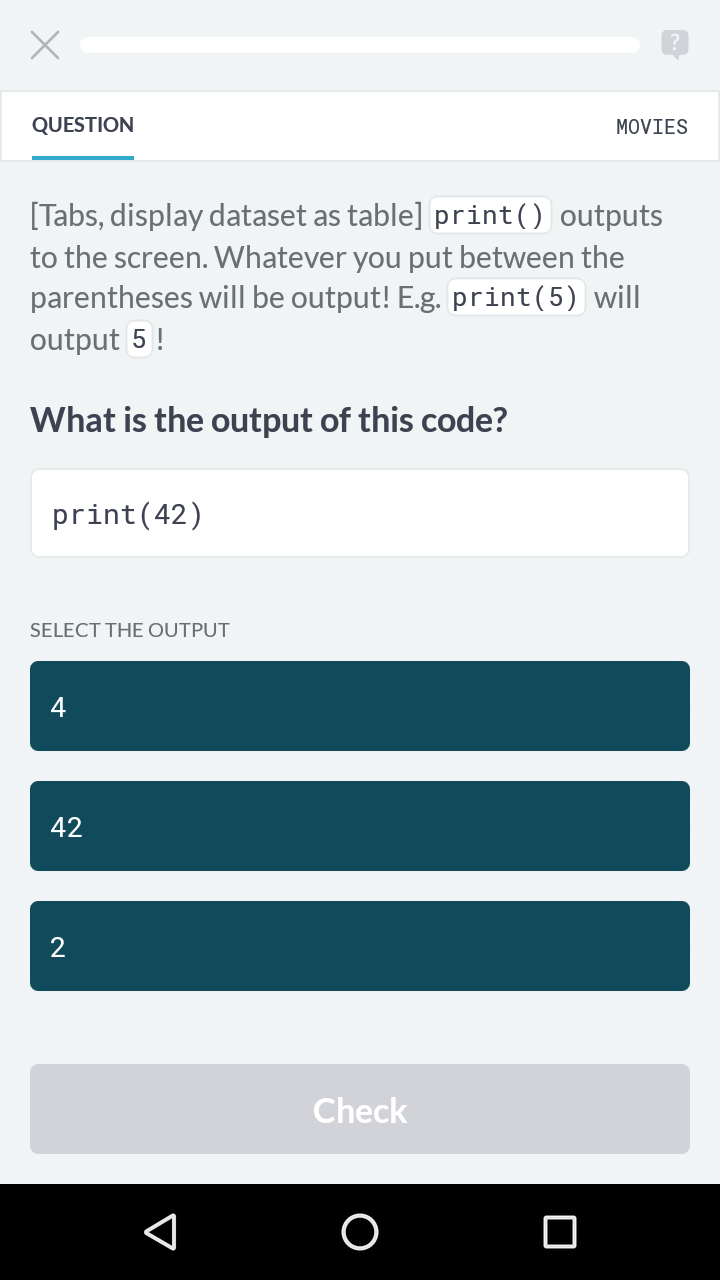 ?
QUESTION
MOVIES
[Tabs, display dataset as table] print() outputs
to the screen. Whatever you put between the
parentheses will be output! E.g. print(5) will
output 5!
What is the output of this code?
print(42)
SELECT THE OUTPUT
4
42
2
Check